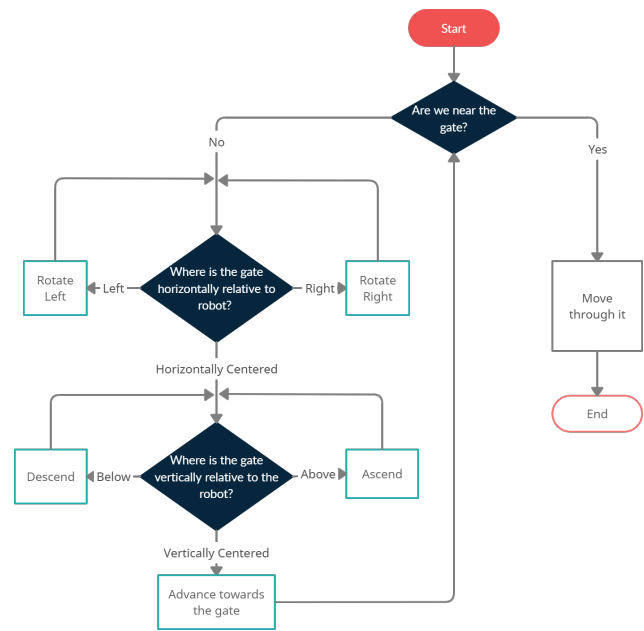 Start
Are we near the
gate?
No
Yes
Where is the gate
horizontally relative to
robot?
Rotate
Left
Left
Right
Rotate
Right
Move
through it
Horizontally Centered
End
Where is the gate
vertically relative to the
robot?
Descend
Below
Above
Ascend
Vertically Centered
Advance towards
the gate